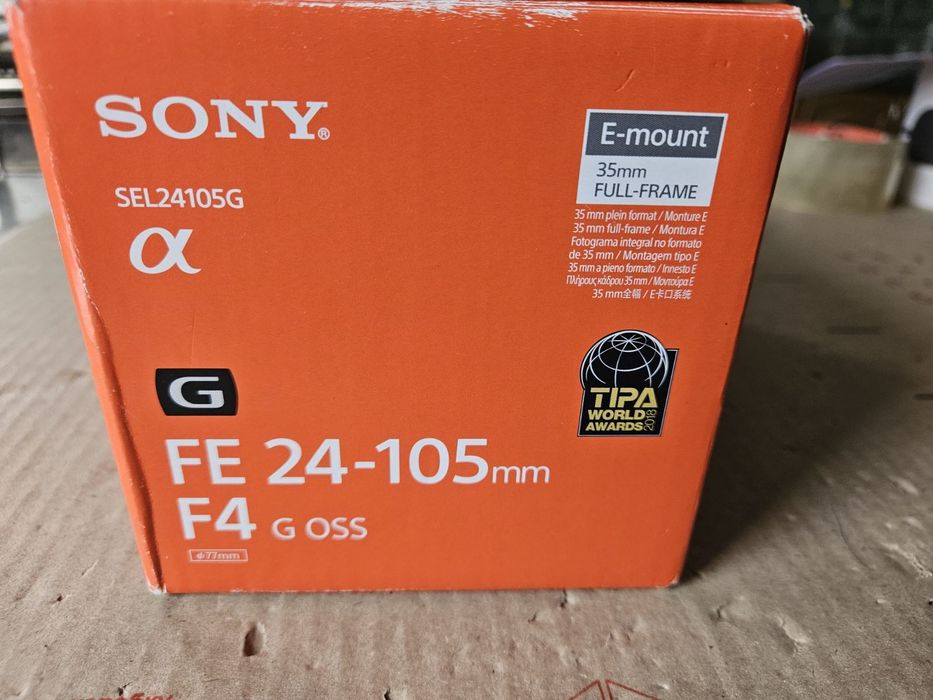 SONY®
SEL24105G
α
G
FE 24-105mm
F4 G OSS
ϕ77mm
E-mount
35mm
FULL-FRAME
35 mm plein format / Monture E
35 mm full-frame / Montura E
Fotograma integral no formato
de 35 mm / Montagem tipo E
35 mm a pieno formato / Innesto E
Πλήρους κάδρου 35 mm / Μοντούρα E
35 mm全幅 / E卡口系统
TIPA
WORLD
AWARDS 2018